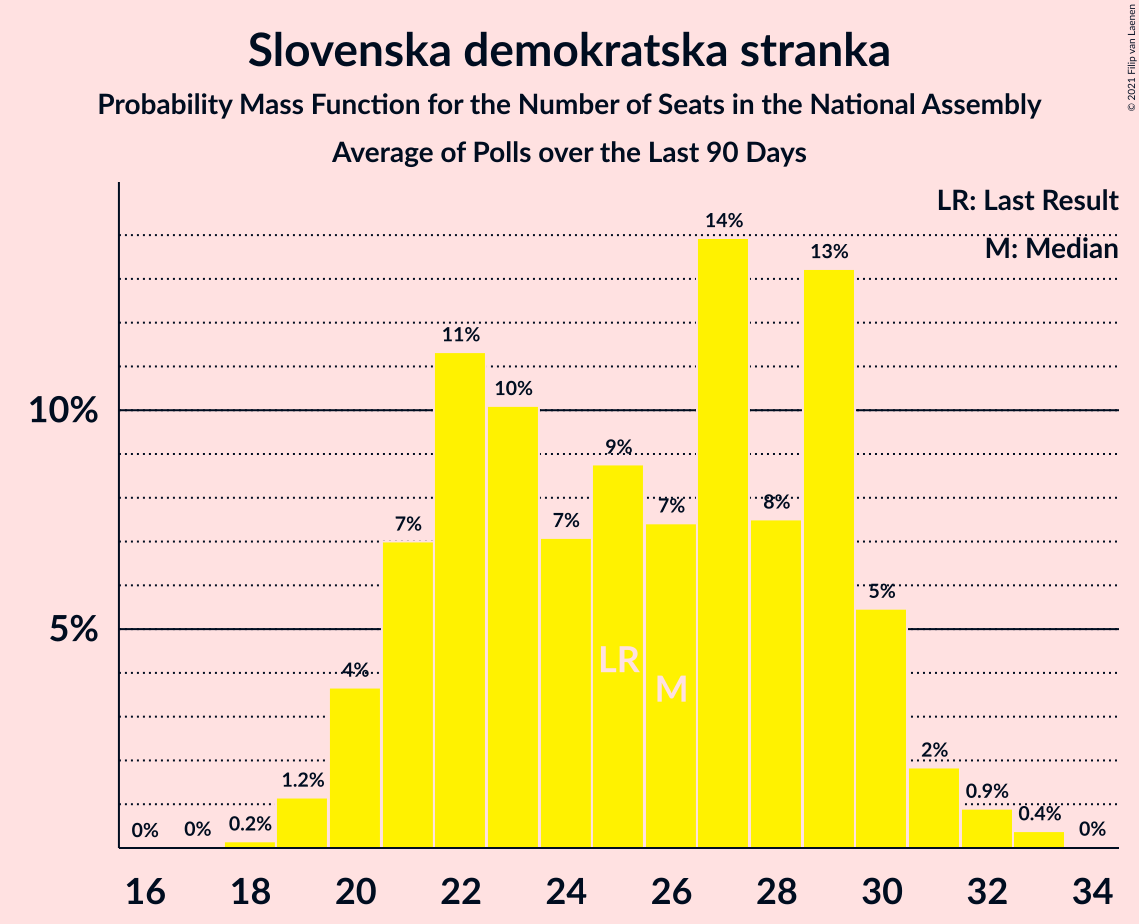 Slovenska demokratska stranka
Probability Mass Function for the Number of Seats in the National Assembly
Average of Polls over the Last 90 Days
© 2021 Filip van Laenen
LR: Last Result
M: Median
10%
5%
0%
0%
0.2%
1.2%
4%
7%
11%
10%
7%
9%
7%
14%
8%
13%
5%
2%
0.9%
0.4%
0%
LR
M
16 18 20 22 24 26 28 30 32 34